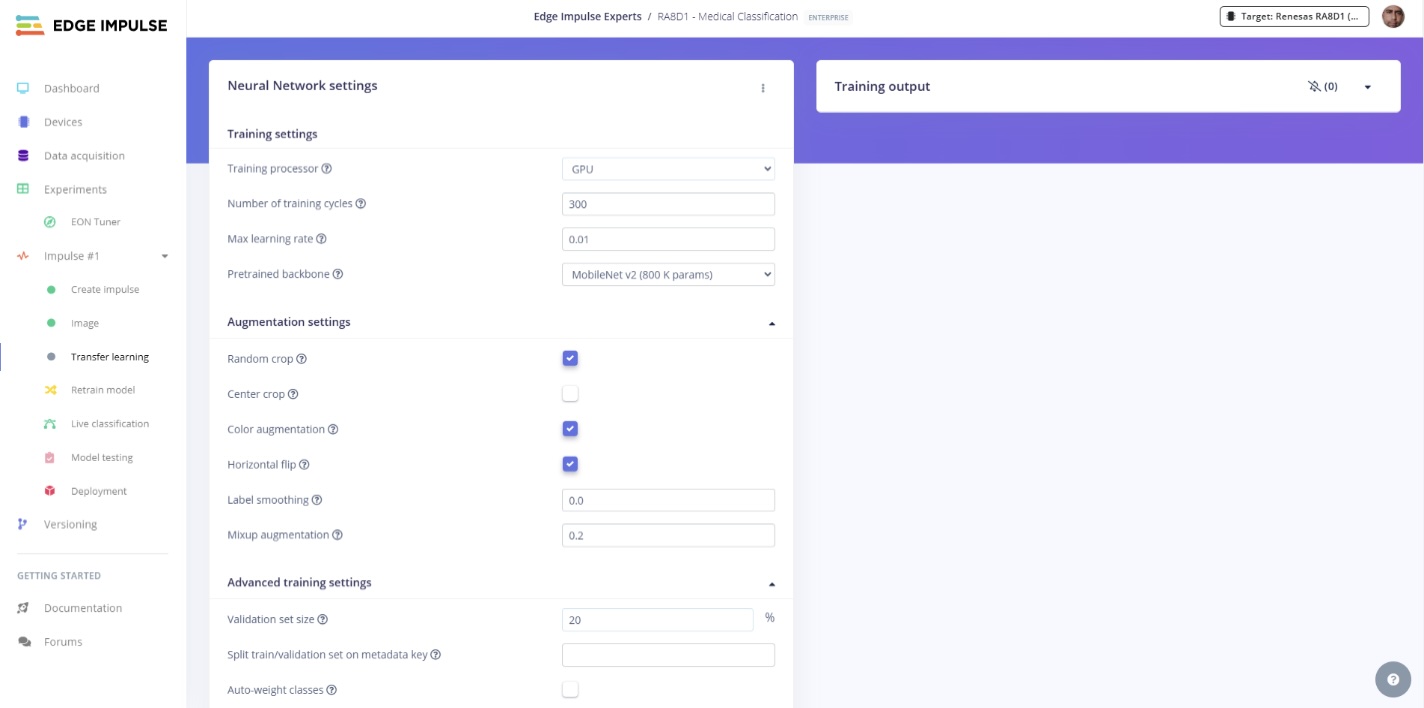 EDGE IMPULSE
Edge Impulse Experts / RA8D1 - Medical Classification ENTERPRISE
Target: Renesas RA8D1 (...
Dashboard
Devices
Data acquisition
Experiments
EON Tuner
Impulse #1
Create impulse
Image
Transfer learning
Retrain model
Live classification
Model testing
Deployment
Versioning
GETTING STARTED
Documentation
Forums
Neural Network settings
Training settings
Training processor ? GPU
Number of training cycles ? 300
Max learning rate ? 0.01
Pretrained backbone ? MobileNet v2 (800 K params)
Augmentation settings
Random crop ?
Center crop ?
Color augmentation ?
Horizontal flip ?
Label smoothing ? 0.0
Mixup augmentation ? 0.2
Advanced training settings
Validation set size ? 20 %
Split train/validation set on metadata key ?
Auto-weight classes ?
Training output
(0)
?